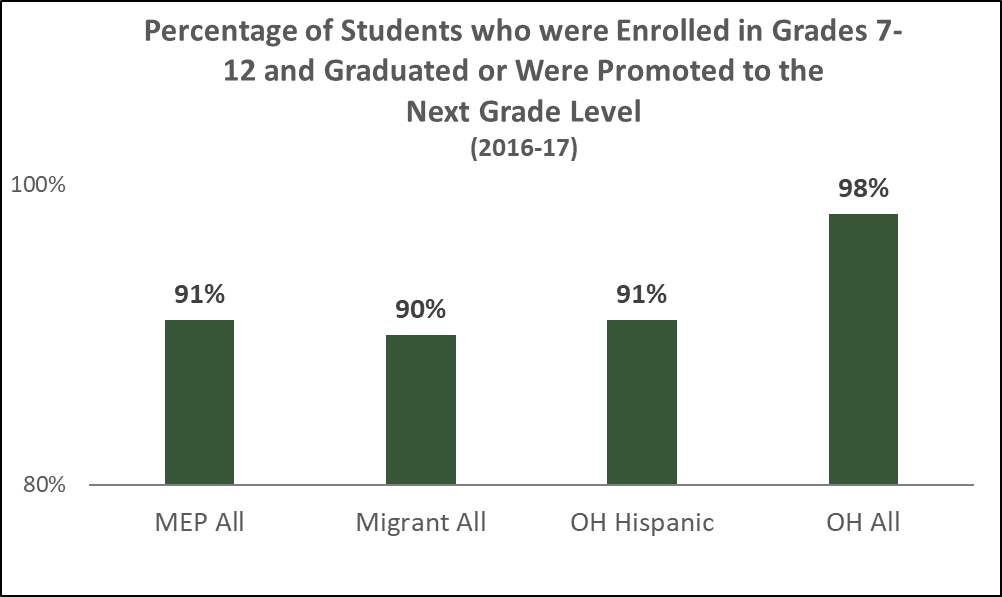 Percentage of Students who were Enrolled in Grades 7-
12 and Graduated or Were Promoted to the
Next Grade Level
(2016-17)
100%
98%
91%
90%
91%
80%
MEP All
Migrant All
OH Hispanic
OH All